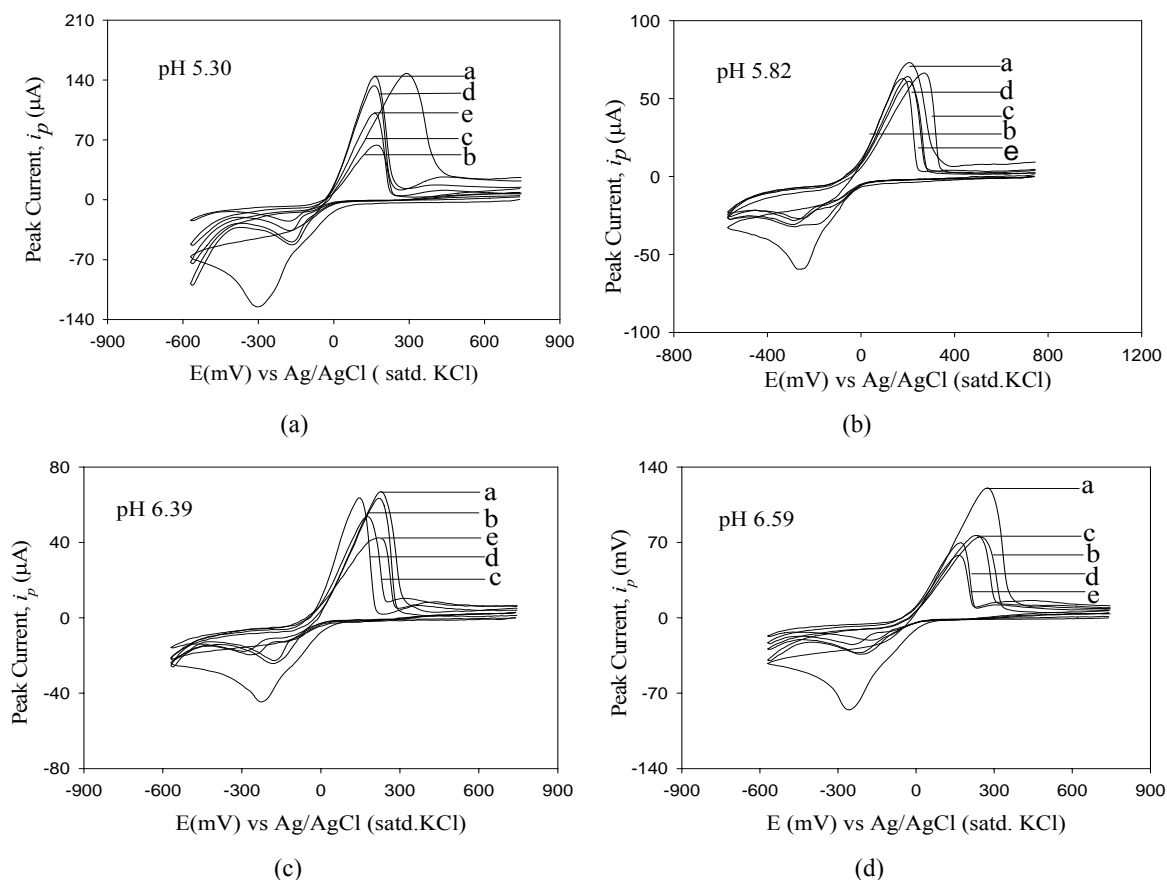 210
140
70
0
-70
-140
-900 -600 -300 0 300 600 900
Peak Current, ip (µA)
pH 5.30
a
d
e
c
b
E(mV) vs Ag/AgCl ( satd. KCl)
(a)
100
50
0
-50
-100
-800 -400 0 400 800 1200
Peak Current, ip (µA)
pH 5.82
a
d
c
b
e
E(mV) vs Ag/AgCl (satd.KCl)
(b)
80
40
0
-40
-80
-900 -600 -300 0 300 600 900
Peak Current, ip (µA)
pH 6.39
a
b
e
d
c
E(mV) vs Ag/AgCl (satd.KCl)
(c)
140
70
0
-70
-140
-900 -600 -300 0 300 600 900
Peak Current, ip (mV)
pH 6.59
a
c
b
d
e
E (mV) vs Ag/AgCl (satd.KCl)
(d)